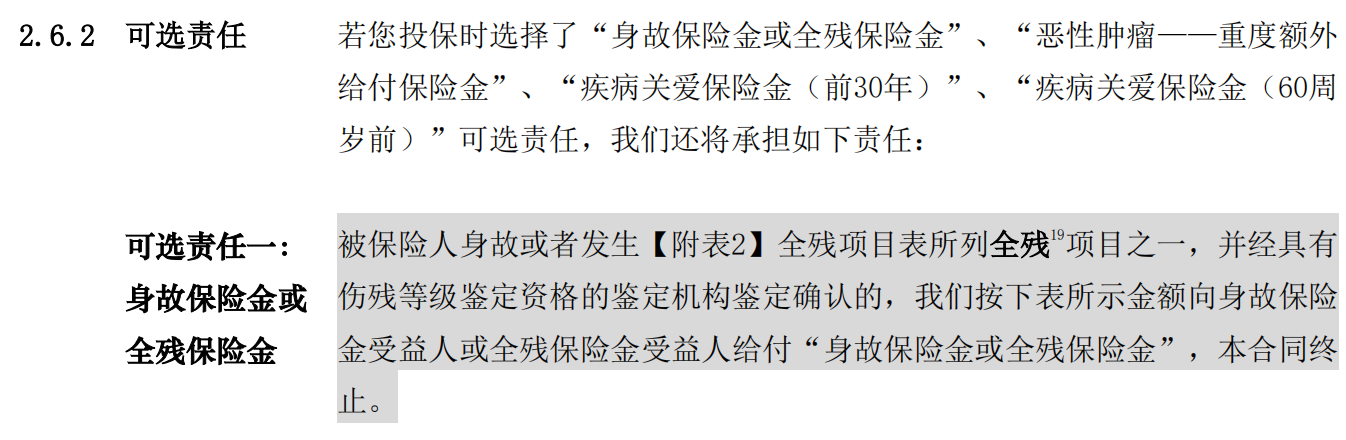 2.6.2 可选责任 若您投保时选择了“身故保险金或全残保险金”、“恶性肿瘤——重度额外
给付保险金”、“疾病关爱保险金（前30年）”、“疾病关爱保险金（60周
岁前）”可选责任，我们还将承担如下责任：
可选责任一：
身故保险金或
全残保险金
被保险人身故或者发生【附表2】全残项目表所列全残19项目之一，并经具有
伤残等级鉴定资格的鉴定机构鉴定确认的，我们按下表所示金额向身故保险
金受益人或全残保险金受益人给付“身故保险金或全残保险金”，本合同终
止。